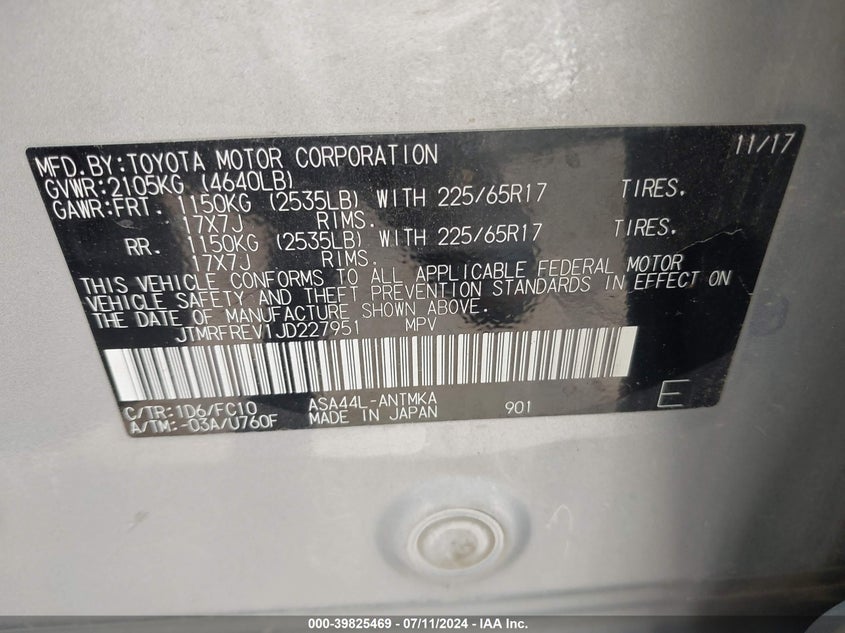 11/17
MFD.BY:TOYOTA MOTOR CORPORATION
GVWR:2105KG (4640LB)
GAWR:FRT. 1150KG (2535LB) WITH 225/65R17 TIRES.
17X7J RIMS.
RR. 1150KG (2535LB) WITH 225/65R17 TIRES.
17X7J RIMS.
THIS VEHICLE CONFORMS TO ALL APPLICABLE FEDERAL MOTOR
VEHICLE SAFETY AND THEFT PREVENTION STANDARDS IN EFFECT ON
THE DATE OF MANUFACTURE SHOWN ABOVE.
JTMRFREV1JD227951 MPV
C/TR:1D6/FC10 ASA44L-ANTMKA
A/TM:-03A/U760F MADE IN JAPAN 901 E
000-39825469 - 07/11/2024 - IAA Inc.